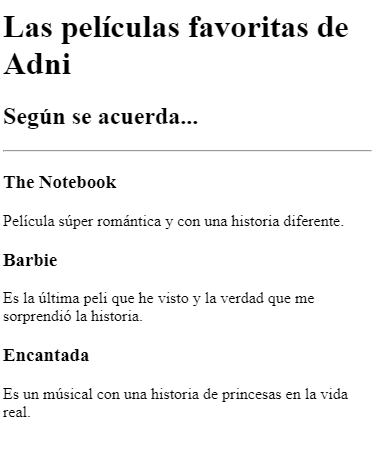 Las películas favoritas de
Adni
Según se acuerda...
The Notebook
Película súper romántica y con una historia diferente.
Barbie
Es la última peli que he visto y la verdad que me
sorprendió la historia.
Encantada
Es un músical con una historia de princesas en la vida
real.